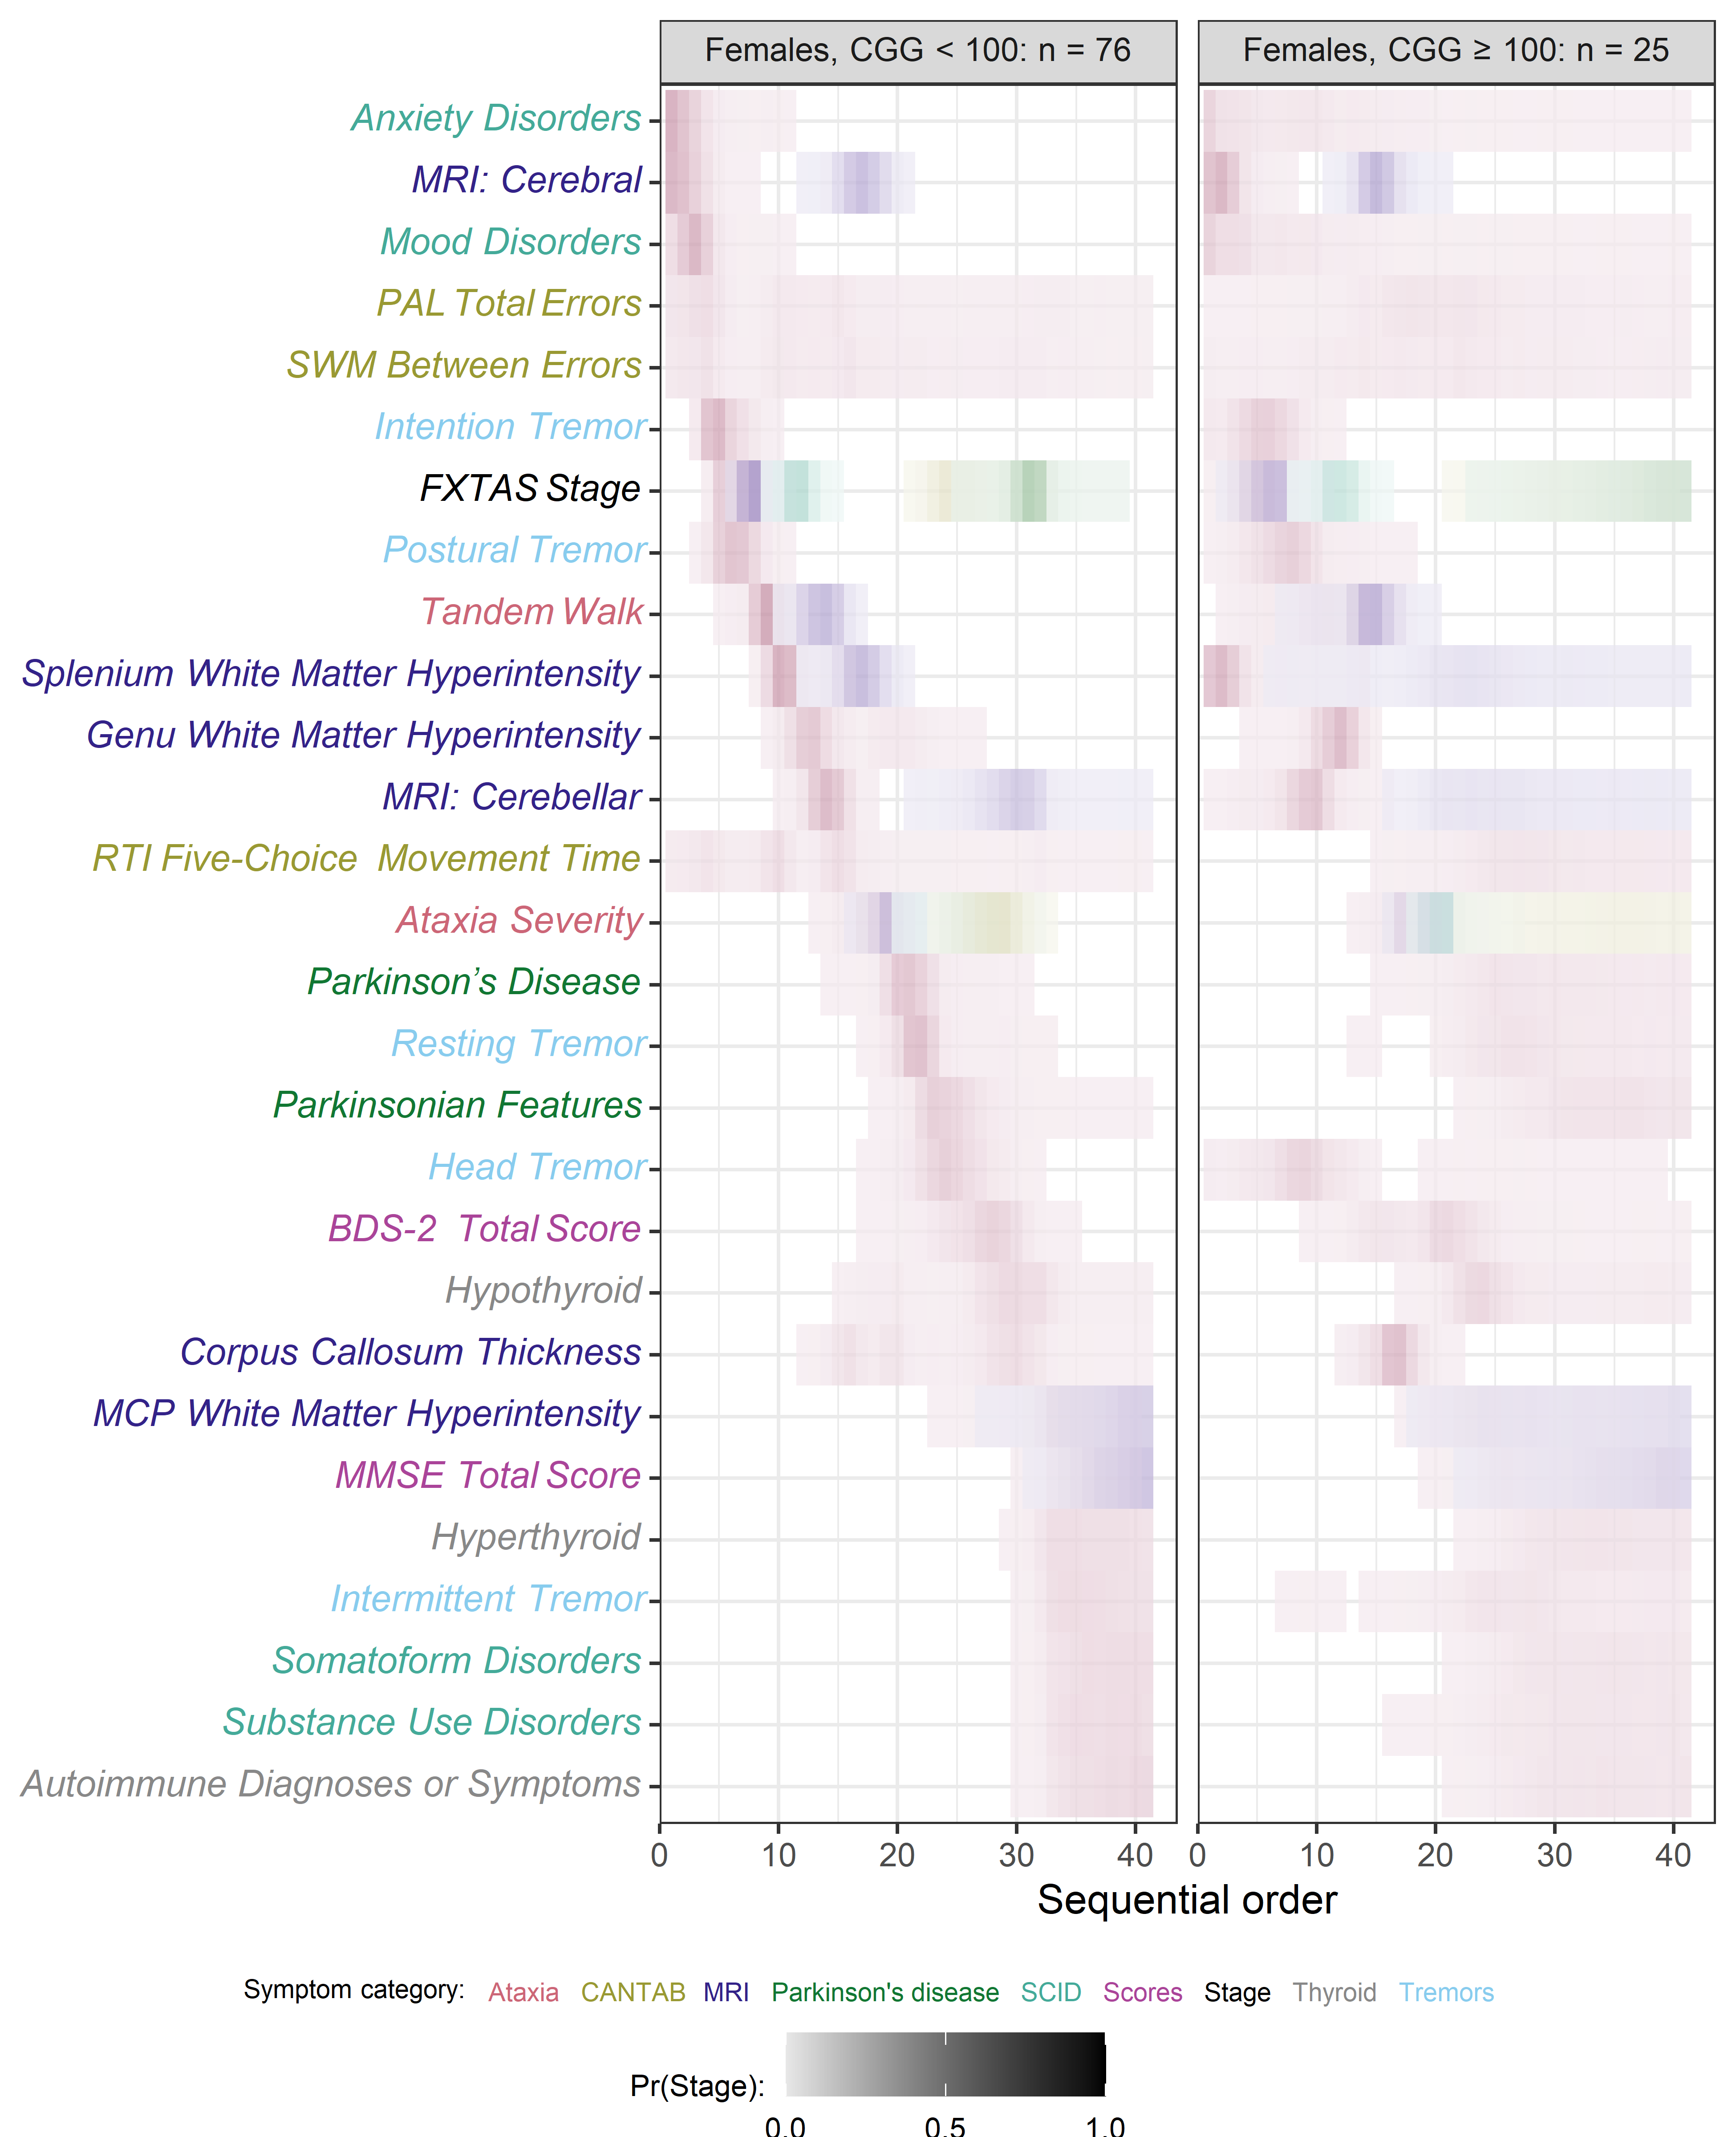 Females, CGG < 100: n = 76
Females, CGG ≥ 100: n = 25
Anxiety Disorders
MRI: Cerebral
Mood Disorders
PAL Total Errors
SWM Between Errors
Intention Tremor
FXTAS Stage
Postural Tremor
Tandem Walk
Splenium White Matter Hyperintensity
Genu White Matter Hyperintensity
MRI: Cerebellar
RTI Five-Choice Movement Time
Ataxia Severity
Parkinson’s Disease
Resting Tremor
Parkinsonian Features
Head Tremor
BDS-2 Total Score
Hypothyroid
Corpus Callosum Thickness
MCP White Matter Hyperintensity
MMSE Total Score
Hyperthyroid
Intermittent Tremor
Somatoform Disorders
Substance Use Disorders
Autoimmune Diagnoses or Symptoms
0 10 20 30 40 0 10 20 30 40
Sequential order
Symptom category: Ataxia CANTAB MRI Parkinson's disease SCID Scores Stage Thyroid Tremors
Pr(Stage):
0.0 0.5 1.0